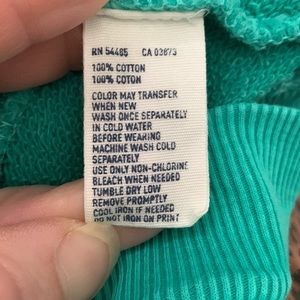 RN 54485 CA 03873
100% COTTON
100% COTON
COLOR MAY TRANSFER
WHEN NEW
WASH ONCE SEPARATELY
IN COLD WATER
BEFORE WEARING
MACHINE WASH COLD
SEPARATELY
USE ONLY NON-CHLORINE
BLEACH WHEN NEEDED
TUMBLE DRY LOW
REMOVE PROMPTLY
COOL IRON IF NEEDED
DO NOT IRON ON PRINT